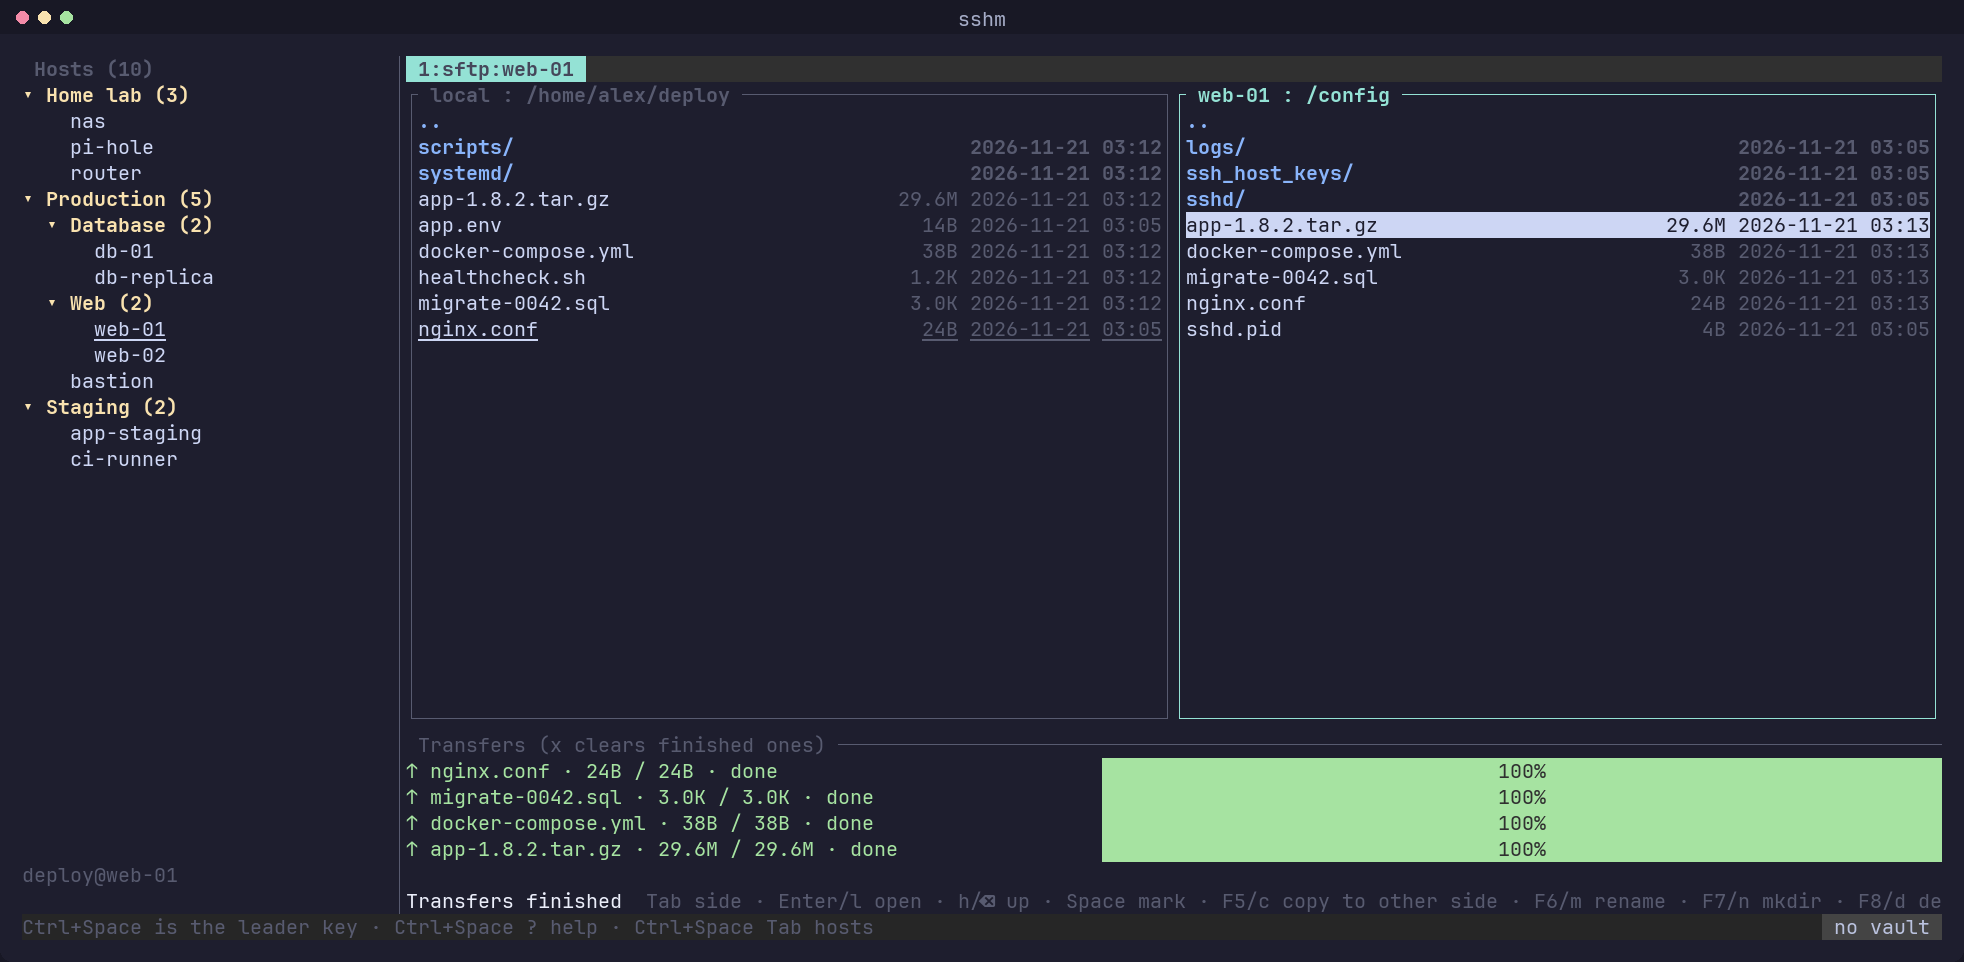 sshm
Hosts (10)
▾ Home lab (3)
nas
pi-hole
router
▾ Production (5)
▾ Database (2)
db-01
db-replica
▾ Web (2)
web-01
web-02
bastion
▾ Staging (2)
app-staging
ci-runner
deploy@web-01
1:sftp:web-01
local : /home/alex/deploy
..
scripts/ 2026-11-21 03:12
systemd/ 2026-11-21 03:12
app-1.8.2.tar.gz 29.6M 2026-11-21 03:12
app.env 14B 2026-11-21 03:05
docker-compose.yml 38B 2026-11-21 03:12
healthcheck.sh 1.2K 2026-11-21 03:12
migrate-0042.sql 3.0K 2026-11-21 03:12
nginx.conf 24B 2026-11-21 03:05
web-01 : /config
..
logs/ 2026-11-21 03:05
ssh_host_keys/ 2026-11-21 03:05
sshd/ 2026-11-21 03:05
app-1.8.2.tar.gz 29.6M 2026-11-21 03:13
docker-compose.yml 38B 2026-11-21 03:13
migrate-0042.sql 3.0K 2026-11-21 03:13
nginx.conf 24B 2026-11-21 03:13
sshd.pid 4B 2026-11-21 03:05
Transfers (x clears finished ones)
↑ nginx.conf · 24B / 24B · done 100%
↑ migrate-0042.sql · 3.0K / 3.0K · done 100%
↑ docker-compose.yml · 38B / 38B · done 100%
↑ app-1.8.2.tar.gz · 29.6M / 29.6M · done 100%
Transfers finished Tab side · Enter/l open · h/⌫ up · Space mark · F5/c copy to other side · F6/m rename · F7/n mkdir · F8/d de
Ctrl+Space is the leader key · Ctrl+Space ? help · Ctrl+Space Tab hosts no vault